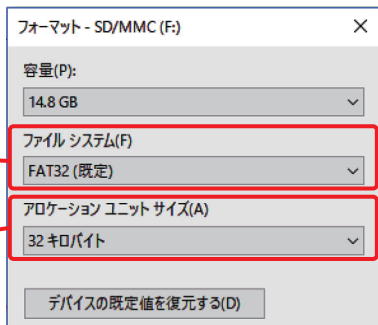 フォーマット - SD/MMC (F:)
容量(P):
14.8 GB
ファイル システム(F)
FAT32 (既定)
アロケーション ユニット サイズ(A)
32 キロバイト
デバイスの既定値を復元する(D)